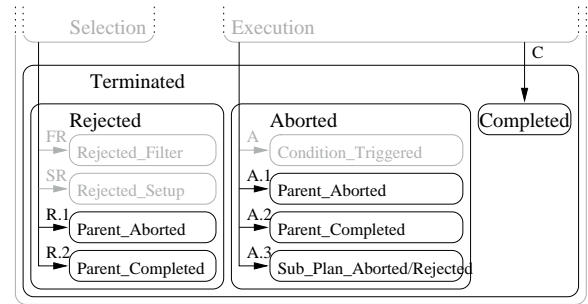 Selection
Execution
C
Terminated
Rejected
FR
Rejected_Filter
SR
Rejected_Setup
R.1
Parent_Aborted
R.2
Parent_Completed
Aborted
A
Condition_Triggered
A.1
Parent_Aborted
A.2
Parent_Completed
A.3
Sub_Plan_Aborted/Rejected
Completed